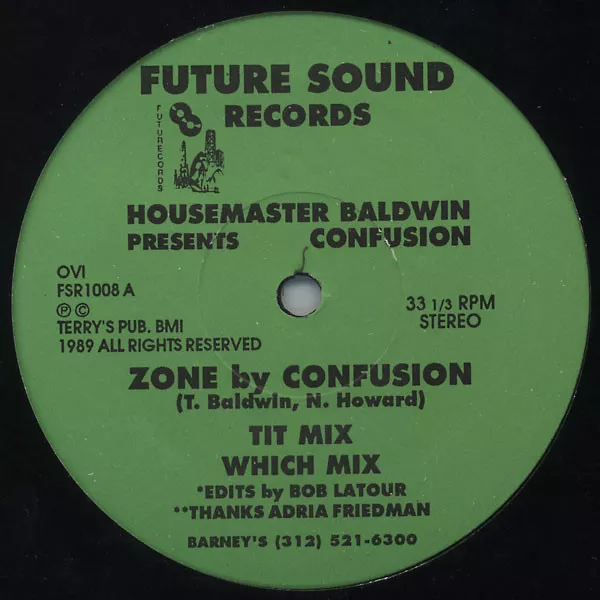 FUTURE SOUND
RECORDS
FUTURECORDS
HOUSEMASTER BALDWIN
PRESENTS CONFUSION
OVI
FSR1008 A
Ⓟ ©
TERRY'S PUB. BMI
1989 ALL RIGHTS RESERVED
33 1/3 RPM
STEREO
ZONE by CONFUSION
(T. Baldwin, N. Howard)
TIT MIX
WHICH MIX
*EDITS by BOB LATOUR
**THANKS ADRIA FRIEDMAN
BARNEY'S (312) 521-6300